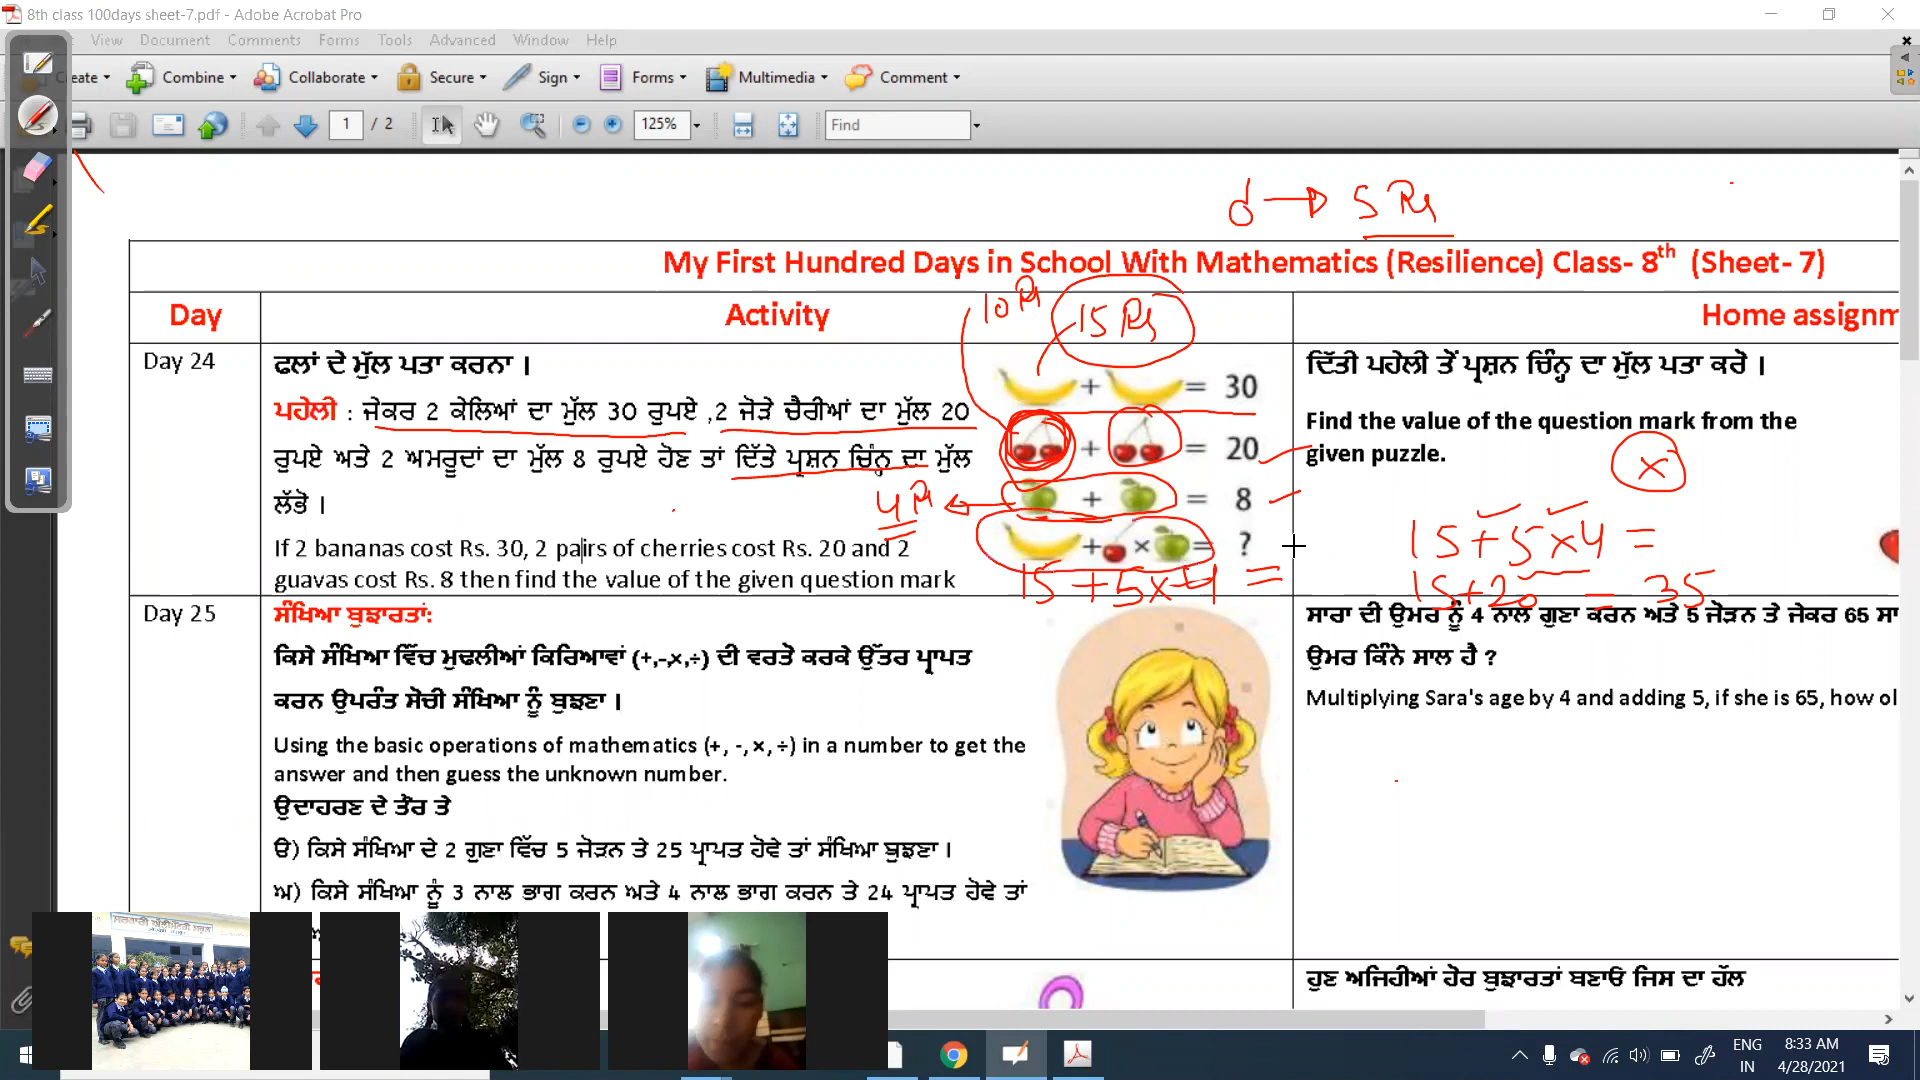 8th class 100days sheet-7.pdf - Adobe Acrobat Pro
View Document Comments Forms Tools Advanced Window Help
Create Combine Collaborate Secure Sign Forms Multimedia Comment
1 / 2 125% Find
d → 5 Rs
My First Hundred Days in School With Mathematics (Resilience) Class- 8th (Sheet- 7)
Day Activity Home assignm
10 Rs 15 Rs
Day 24
ਫਲਾਂ ਦੇ ਮੁੱਲ ਪਤਾ ਕਰਨਾ ।
ਪਹੇਲੀ : ਜੇਕਰ 2 ਕੇਲਿਆਂ ਦਾ ਮੁੱਲ 30 ਰੁਪਏ ,2 ਜੋੜੇ ਚੈਰੀਆਂ ਦਾ ਮੁੱਲ 20
ਰੁਪਏ ਅਤੇ 2 ਅਮਰੂਦਾਂ ਦਾ ਮੁੱਲ 8 ਰੁਪਏ ਹੋਣ ਤਾਂ ਦਿੱਤੇ ਪ੍ਰਸ਼ਨ ਚਿੰਨ੍ਹ ਦਾ ਮੁੱਲ
ਲੱਭੋ ।
If 2 bananas cost Rs. 30, 2 pairs of cherries cost Rs. 20 and 2
guavas cost Rs. 8 then find the value of the given question mark
+ = 30
+ = 20
+ = 8
+ × = ?
4 Rs
15 + 5 x 4 =
ਦਿੱਤੀ ਪਹੇਲੀ ਤੋਂ ਪ੍ਰਸ਼ਨ ਚਿੰਨ੍ਹ ਦਾ ਮੁੱਲ ਪਤਾ ਕਰੋ ।
Find the value of the question mark from the
given puzzle.
x
15 + 5 x 4 =
15 + 20 = 35
Day 25
ਸੰਖਿਆ ਬੁਝਾਰਤਾਂ:
ਕਿਸੇ ਸੰਖਿਆ ਵਿੱਚ ਮੁਢਲੀਆਂ ਕਿਰਿਆਵਾਂ (+,-,×,÷) ਦੀ ਵਰਤੋਂ ਕਰਕੇ ਉੱਤਰ ਪ੍ਰਾਪਤ
ਕਰਨ ਉਪਰੰਤ ਸੋਚੀ ਸੰਖਿਆ ਨੂੰ ਬੁਝਣਾ ।
Using the basic operations of mathematics (+, -, ×, ÷) in a number to get the
answer and then guess the unknown number.
ਉਦਾਹਰਣ ਦੇ ਤੌਰ ਤੇ
ੳ) ਕਿਸੇ ਸੰਖਿਆ ਦੇ 2 ਗੁਣਾ ਵਿੱਚ 5 ਜੋੜਨ ਤੇ 25 ਪ੍ਰਾਪਤ ਹੋਵੇ ਤਾਂ ਸੰਖਿਆ ਬੁਝਣਾ ।
ਅ) ਕਿਸੇ ਸੰਖਿਆ ਨੂੰ 3 ਨਾਲ ਭਾਗ ਕਰਨ ਅਤੇ 4 ਨਾਲ ਭਾਗ ਕਰਨ ਤੇ 24 ਪ੍ਰਾਪਤ ਹੋਵੇ ਤਾਂ
ਸਾਰਾ ਦੀ ਉਮਰ ਨੂੰ 4 ਨਾਲ ਗੁਣਾ ਕਰਨ ਅਤੇ 5 ਜੋੜਨ ਤੇ ਜੇਕਰ 65 ਸਾ
ਉਮਰ ਕਿੰਨੇ ਸਾਲ ਹੈ ?
Multiplying Sara's age by 4 and adding 5, if she is 65, how ol
ਹੁਣ ਅਜਿਹੀਆਂ ਹੋਰ ਬੁਝਾਰਤਾਂ ਬਣਾਓ ਜਿਸ ਦਾ ਹੱਲ
ENG
IN
8:33 AM
4/28/2021